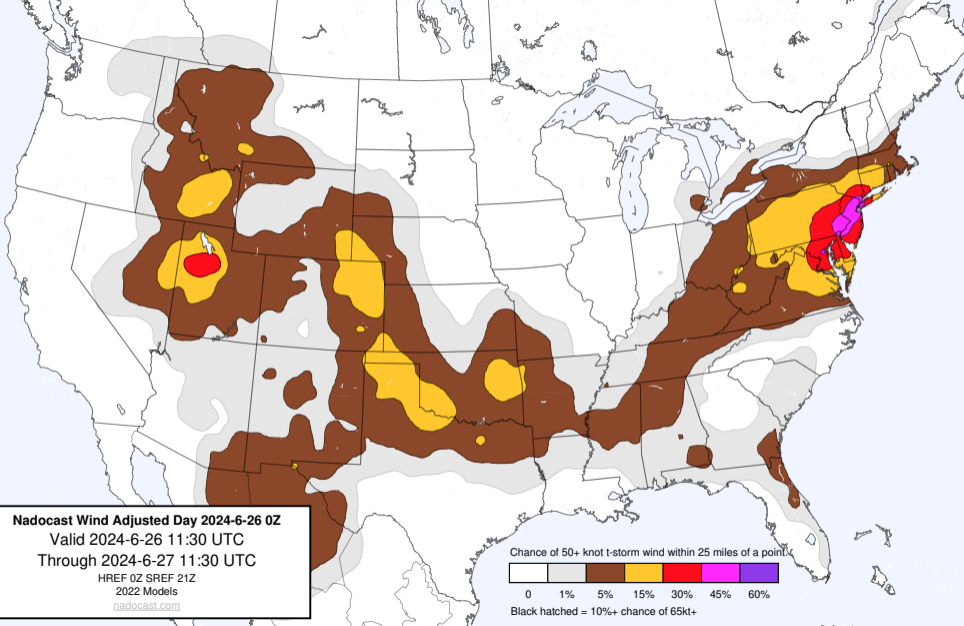 Nadocast Wind Adjusted Day 2024-6-26 0Z
Valid 2024-6-26 11:30 UTC
Through 2024-6-27 11:30 UTC
HREF 0Z SREF 21Z
2022 Models
nadocast.com
Chance of 50+ knot t-storm wind within 25 miles of a point.
0 1% 5% 15% 30% 45% 60%
Black hatched = 10%+ chance of 65kt+